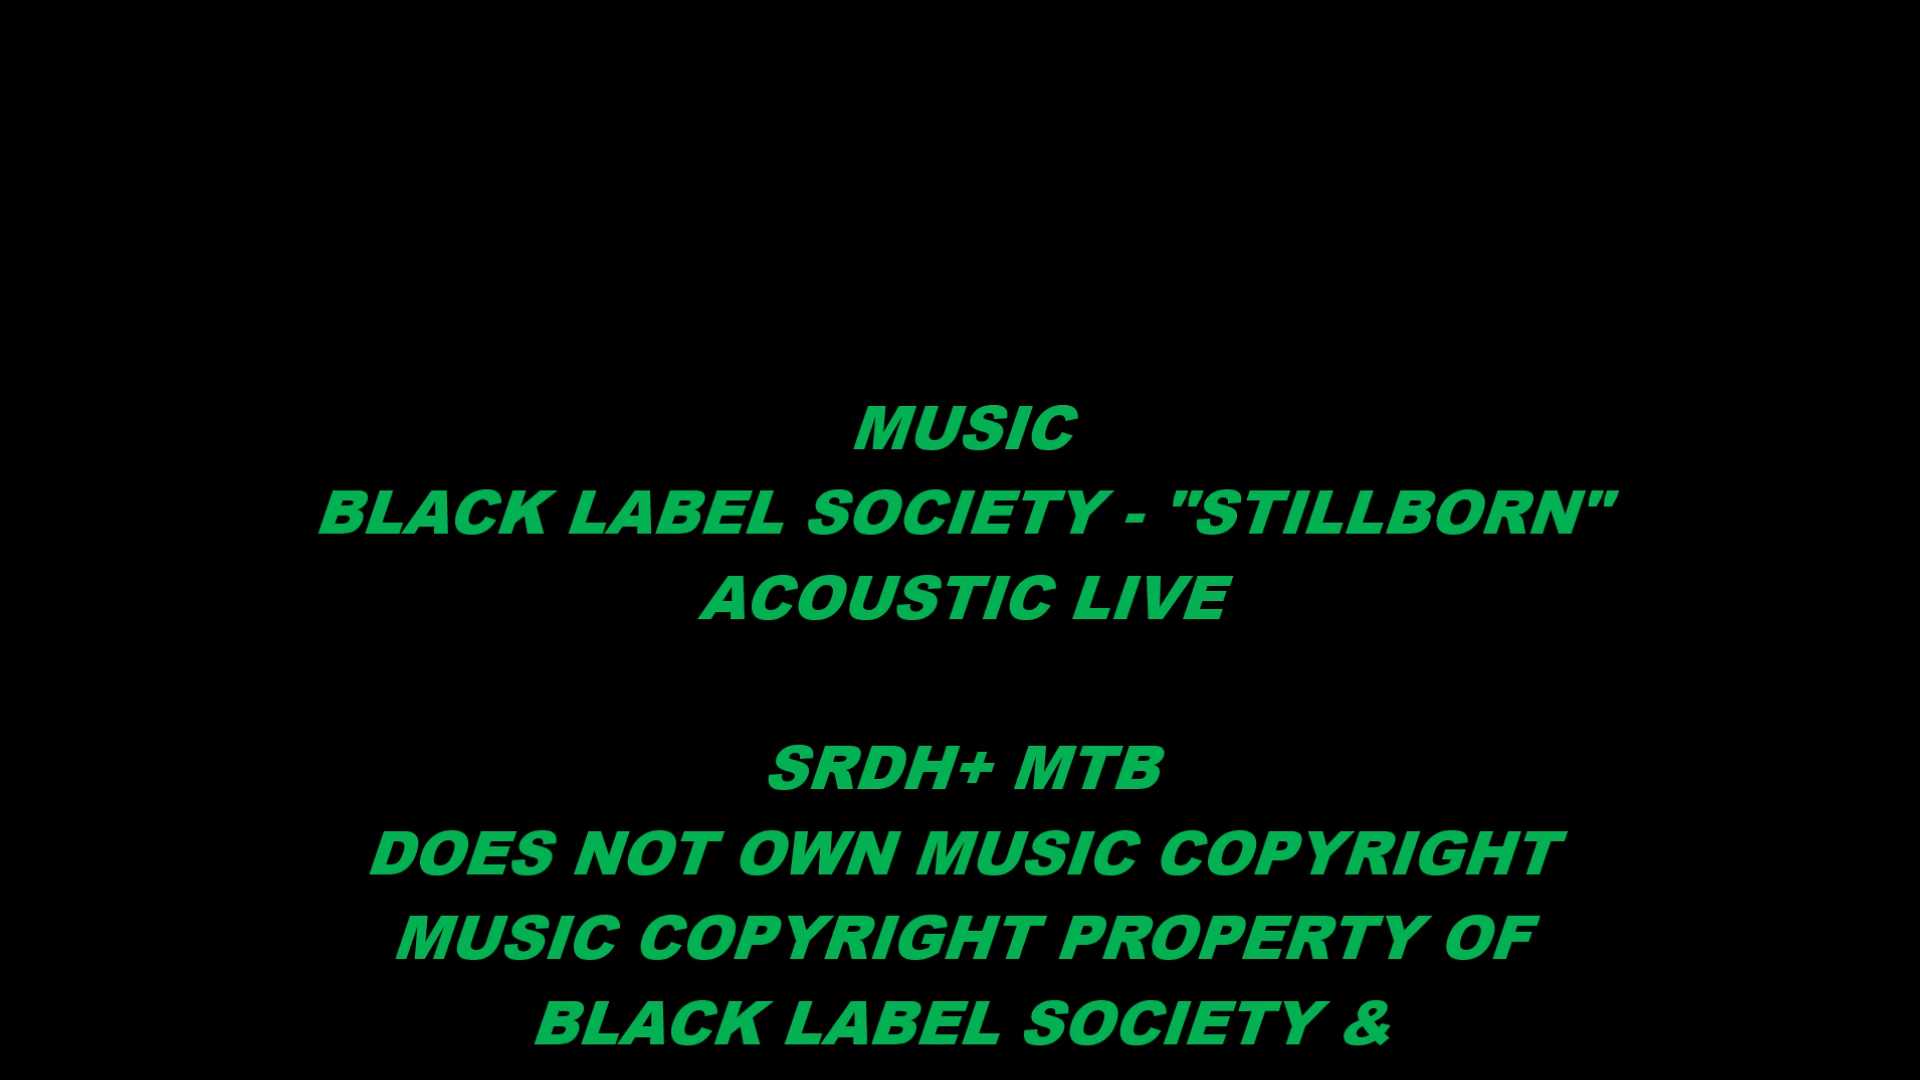 MUSIC
BLACK LABEL SOCIETY - "STILLBORN"
ACOUSTIC LIVE
SRDH+ MTB
DOES NOT OWN MUSIC COPYRIGHT
MUSIC COPYRIGHT PROPERTY OF
BLACK LABEL SOCIETY &